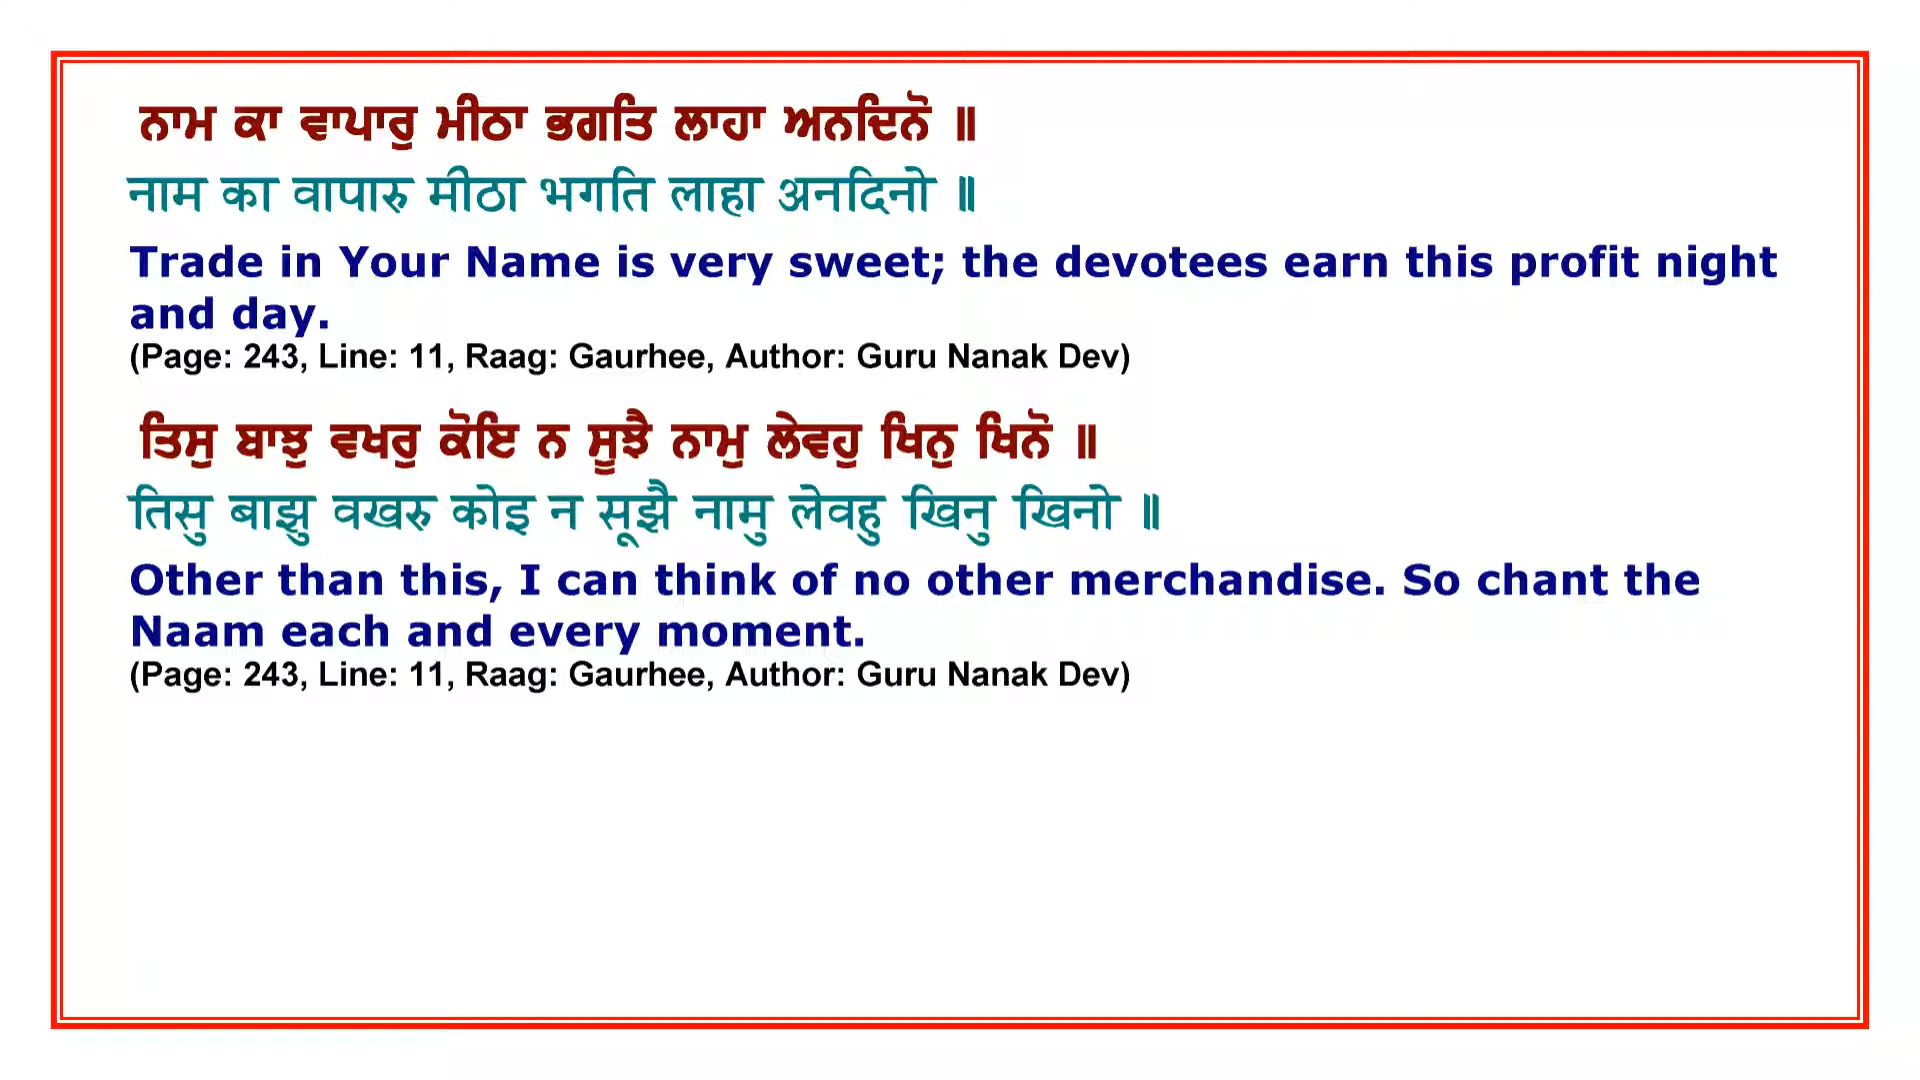 ਨਾਮ ਕਾ ਵਾਪਾਰੁ ਮੀਠਾ ਭਗਤਿ ਲਾਹਾ ਅਨਦਿਨੋ ॥
नाम का वापारु मीठा भगति लाहा अनदिनो ॥
Trade in Your Name is very sweet; the devotees earn this profit night
and day.
(Page: 243, Line: 11, Raag: Gaurhee, Author: Guru Nanak Dev)
ਤਿਸੁ ਬਾਝੁ ਵਖਰੁ ਕੋਇ ਨ ਸੂਝੈ ਨਾਮੁ ਲੇਵਹੁ ਖਿਨੁ ਖਿਨੋ ॥
तिसु बाझु वखरु कोइ न सूझै नामु लेवहु खिनु खिनो ॥
Other than this, I can think of no other merchandise. So chant the
Naam each and every moment.
(Page: 243, Line: 11, Raag: Gaurhee, Author: Guru Nanak Dev)